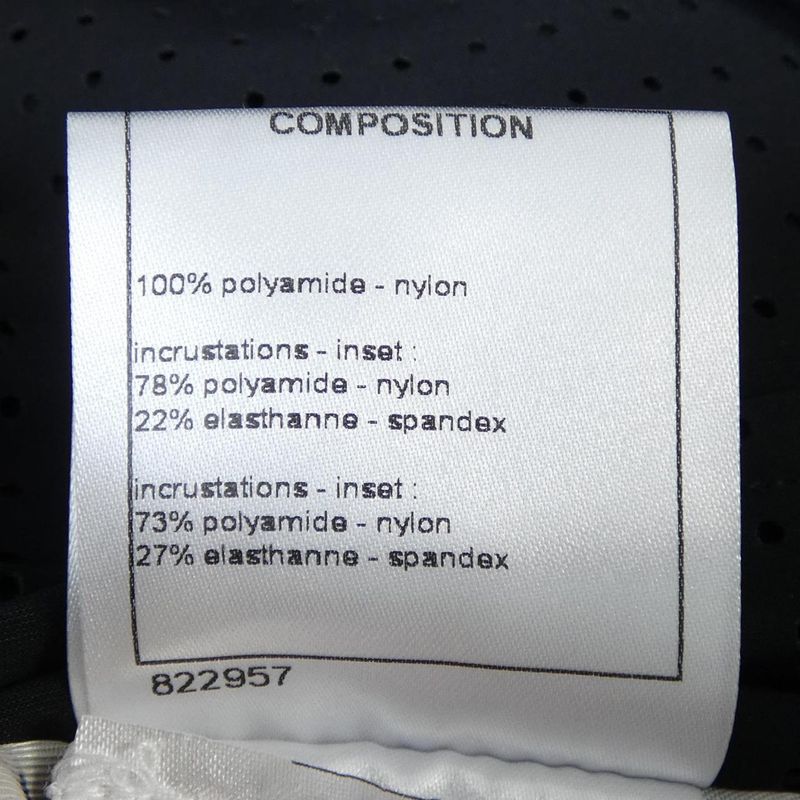 COMPOSITION
100% polyamide - nylon
incrustations - inset :
78% polyamide - nylon
22% elasthanne - spandex
incrustations - inset :
73% polyamide - nylon
27% elasthanne - spandex
822957